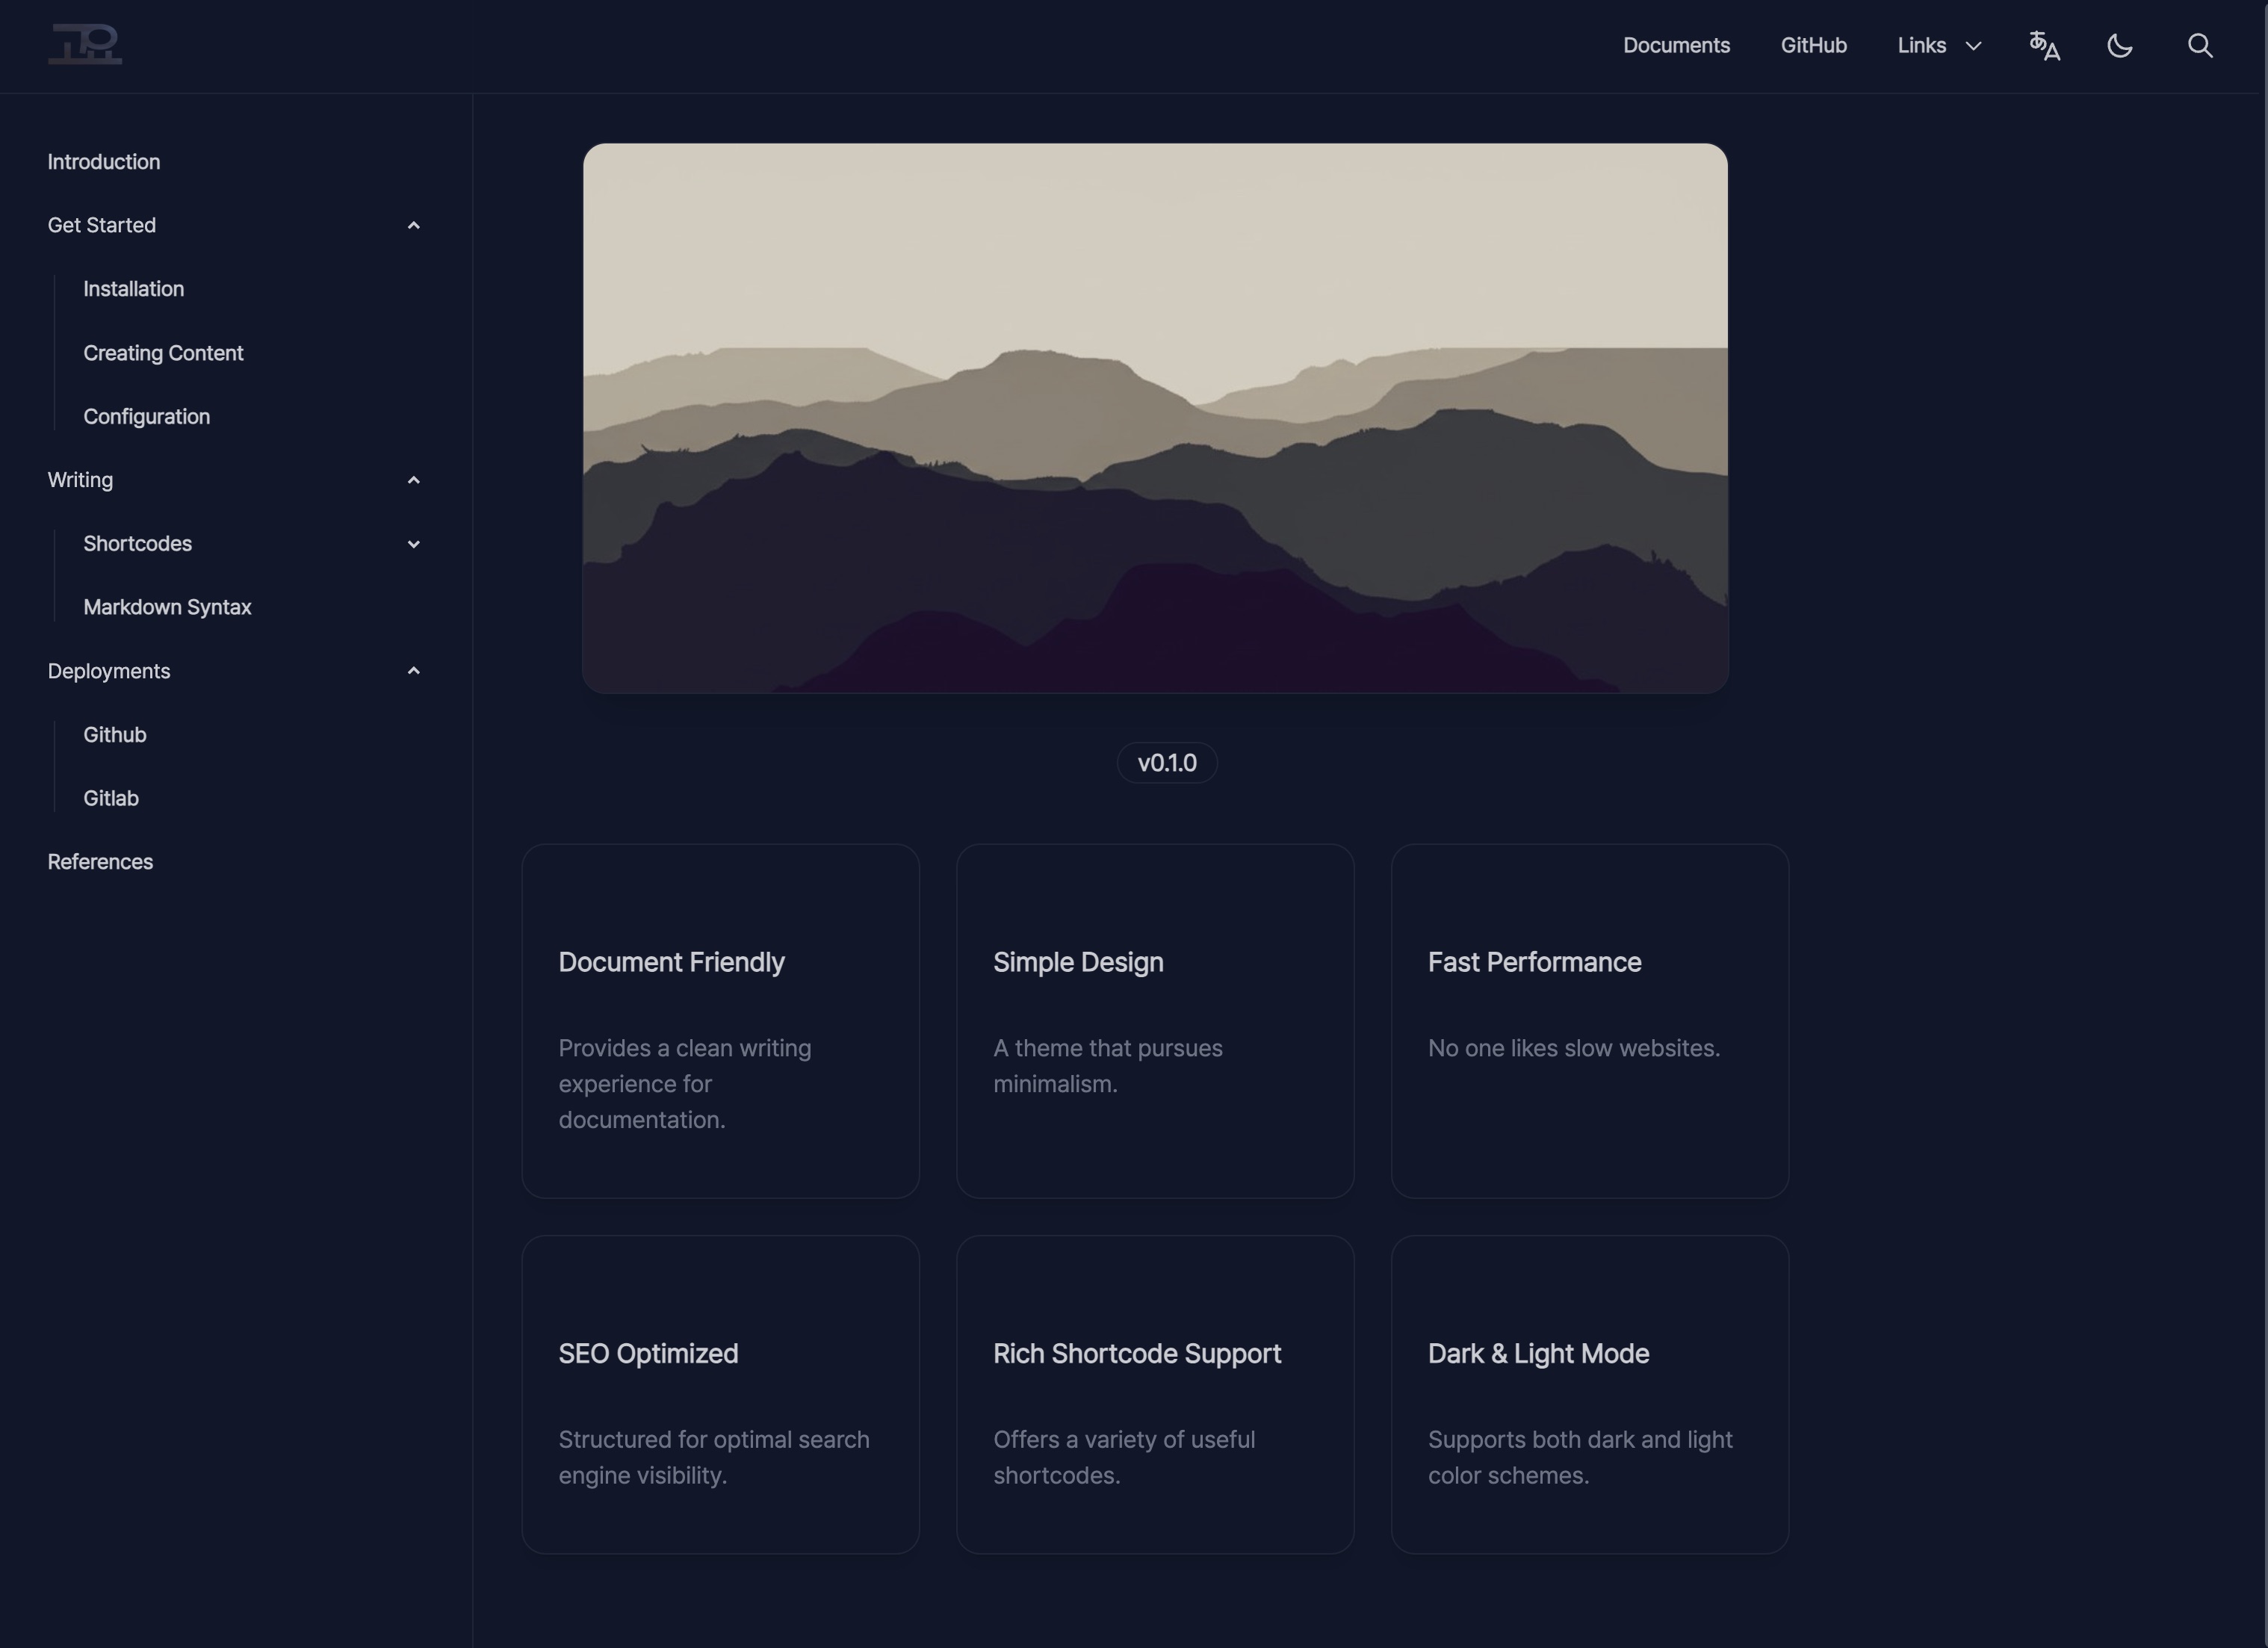 Documents
GitHub
Links
あA
Introduction
Get Started
Installation
Creating Content
Configuration
Writing
Shortcodes
Markdown Syntax
Deployments
Github
Gitlab
References
v0.1.0
Document Friendly
Provides a clean writing
experience for
documentation.
Simple Design
A theme that pursues
minimalism.
Fast Performance
No one likes slow websites.
SEO Optimized
Structured for optimal search
engine visibility.
Rich Shortcode Support
Offers a variety of useful
shortcodes.
Dark & Light Mode
Supports both dark and light
color schemes.